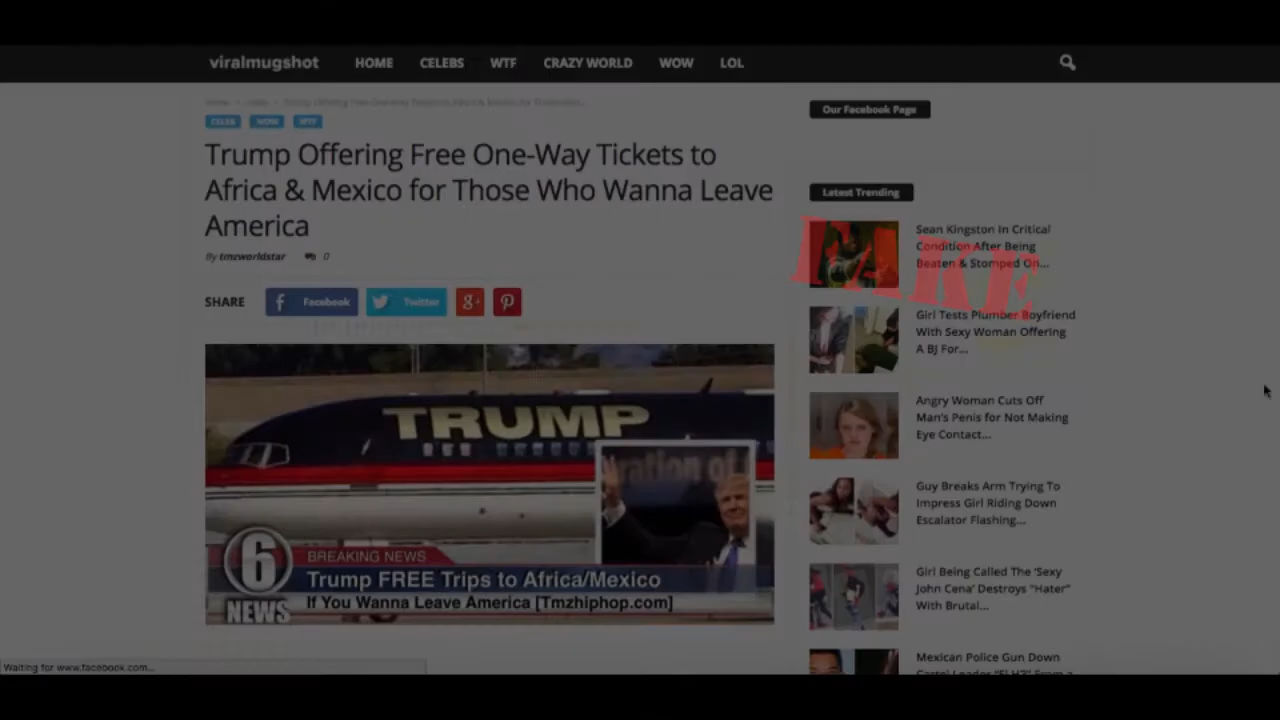 viralmugshot HOME CELEBS WTF CRAZY WORLD WOW LOL
CELEB WOW WTF
Trump Offering Free One-Way Tickets to
Africa & Mexico for Those Who Wanna Leave
America
By tmzworldstar 0
SHARE Facebook Twitter
TRUMP
6
NEWS
BREAKING NEWS
Trump FREE Trips to Africa/Mexico
If You Wanna Leave America [Tmzhiphop.com]
Our Facebook Page
Latest Trending
FAKE
Sean Kingston In Critical
Condition After Being
Beaten & Stomped On...
Girl Tests Plumber Boyfriend
With Sexy Woman Offering
A BJ For...
Angry Woman Cuts Off
Man's Penis for Not Making
Eye Contact...
Guy Breaks Arm Trying To
Impress Girl Riding Down
Escalator Flashing...
Girl Being Called The 'Sexy
John Cena' Destroys "Hater"
With Brutal...
Mexican Police Gun Down
Waiting for www.facebook.com...